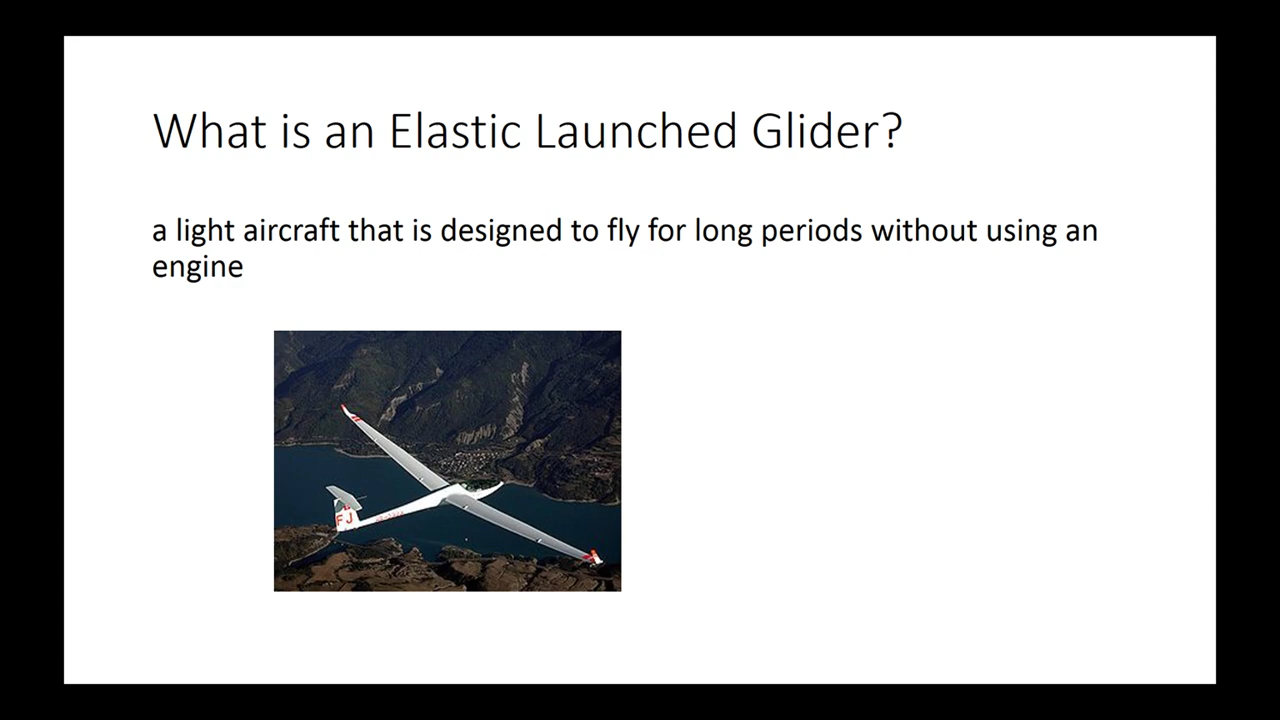 What is an Elastic Launched Glider?
a light aircraft that is designed to fly for long periods without using an
engine
FJ